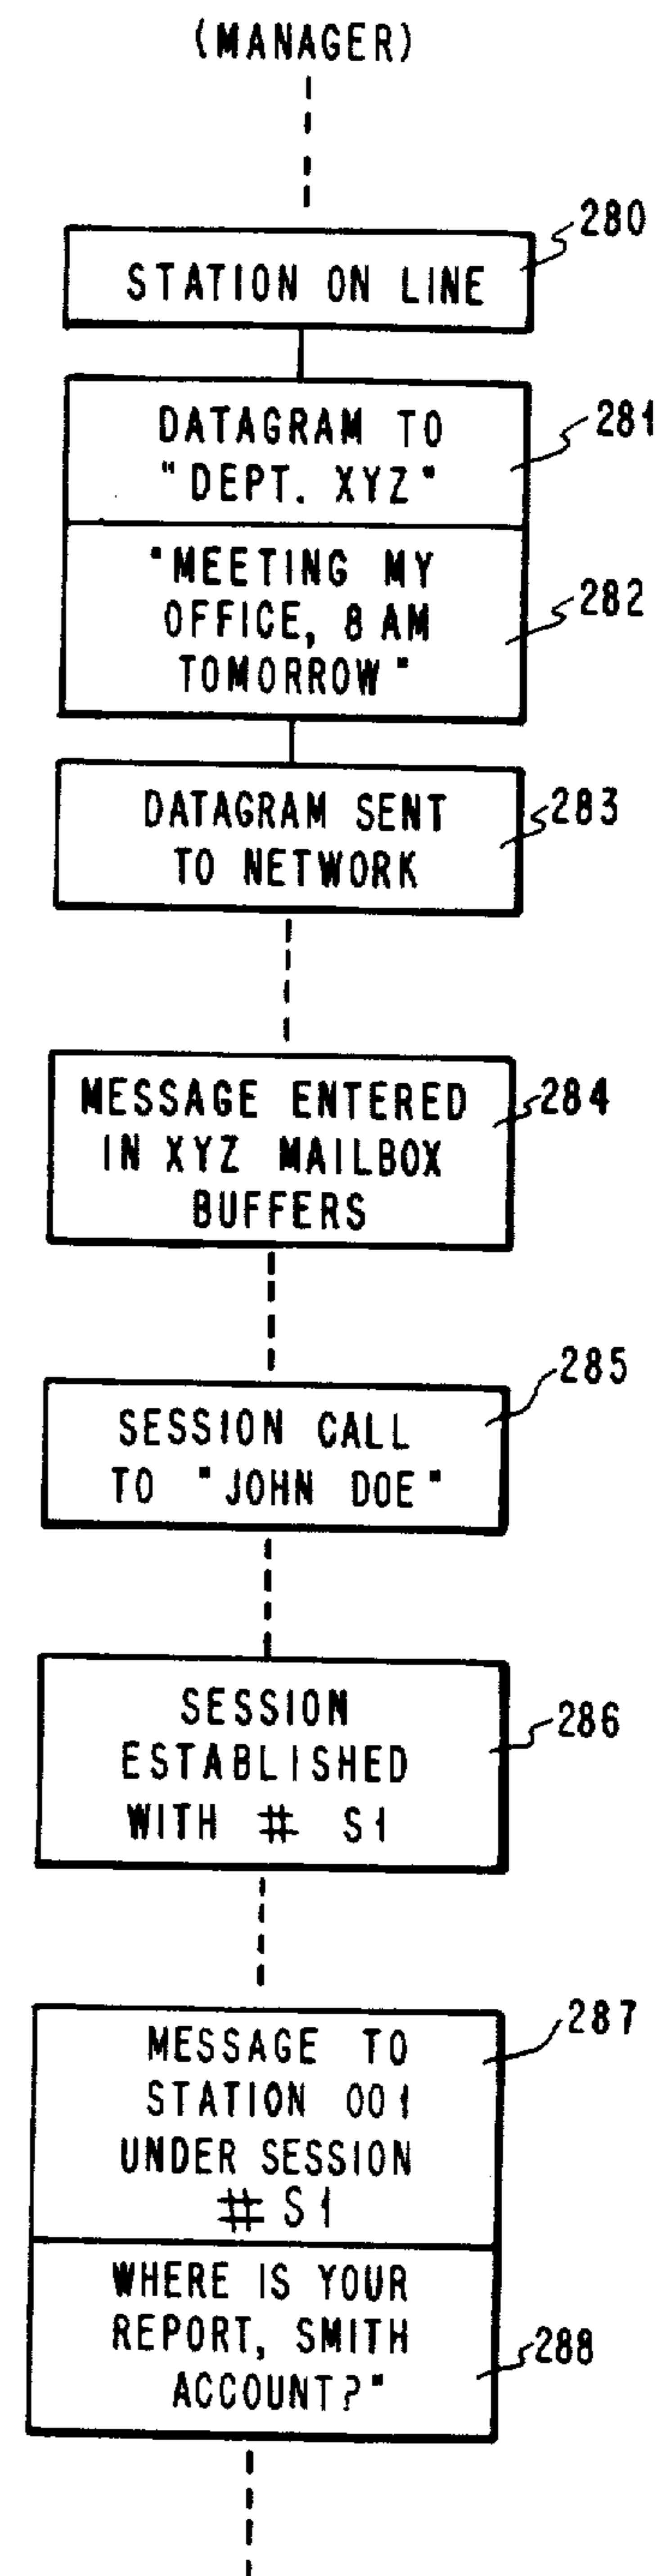 (MANAGER)
280
STATION ON LINE
281
DATAGRAM TO
"DEPT. XYZ"
"MEETING MY
OFFICE, 8 AM
TOMORROW"
282
DATAGRAM SENT
TO NETWORK
283
MESSAGE ENTERED
IN XYZ MAILBOX
BUFFERS
284
285
SESSION CALL
TO "JOHN DOE"
SESSION
ESTABLISHED
WITH # S1
286
287
MESSAGE TO
STATION 001
UNDER SESSION
# S1
WHERE IS YOUR
REPORT, SMITH
ACCOUNT?"
288